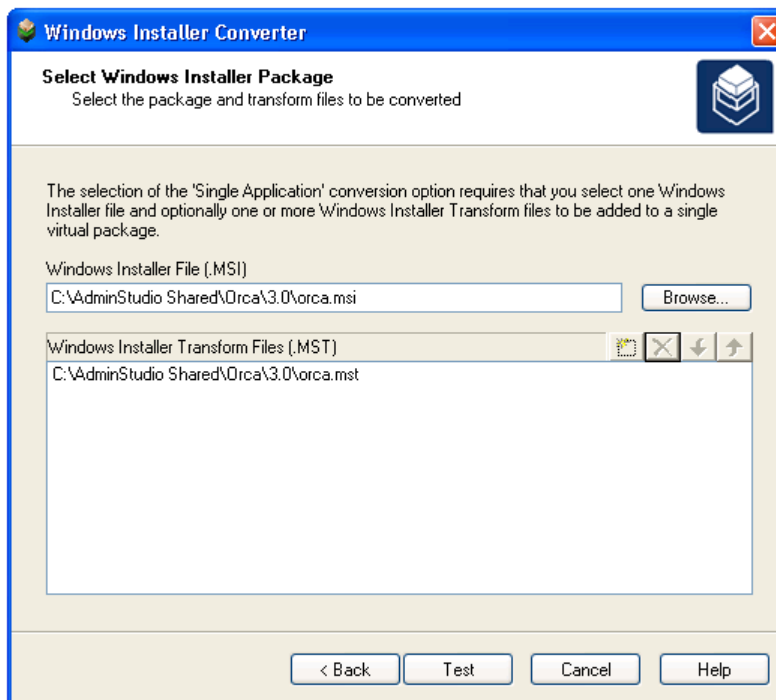 Windows Installer Converter
Select Windows Installer Package
Select the package and transform files to be converted
The selection of the 'Single Application' conversion option requires that you select one Windows
Installer file and optionally one or more Windows Installer Transform files to be added to a single
virtual package.
Windows Installer File (.MSI)
C:\AdminStudio Shared\Orca\3.0\orca.msi
Browse...
Windows Installer Transform Files (.MST)
C:\AdminStudio Shared\Orca\3.0\orca.mst
< Back
Test
Cancel
Help